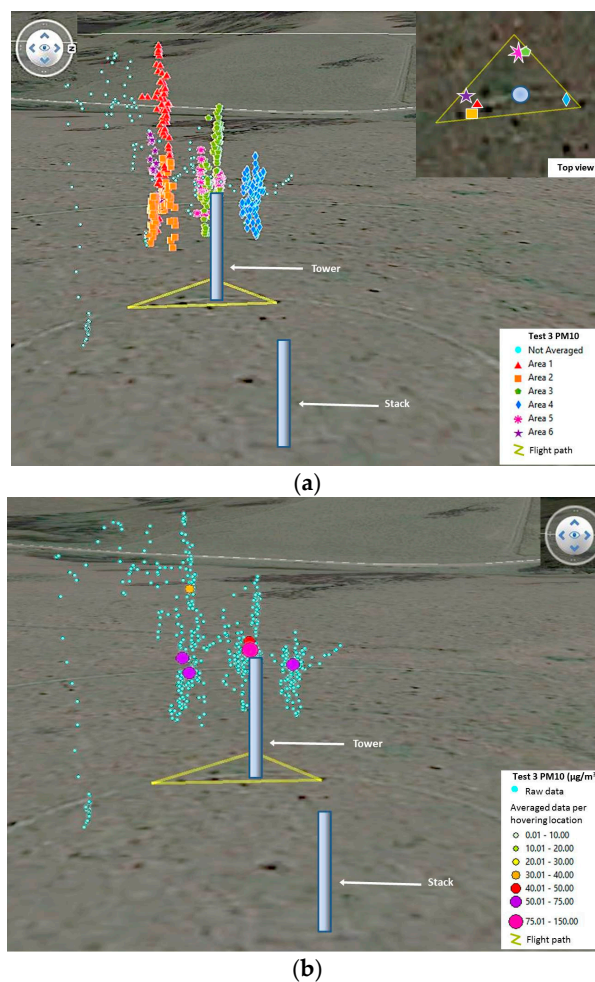 N
Top view
Tower
Stack
Test 3 PM10
Not Averaged
Area 1
Area 2
Area 3
Area 4
Area 5
Area 6
Flight path
(a)
Tower
Stack
Test 3 PM10 (µg/m³
Raw data
Averaged data per
hovering location
0.01 - 10.00
10.01 - 20.00
20.01 - 30.00
30.01 - 40.00
40.01 - 50.00
50.01 - 75.00
75.01 - 150.00
Flight path
(b)